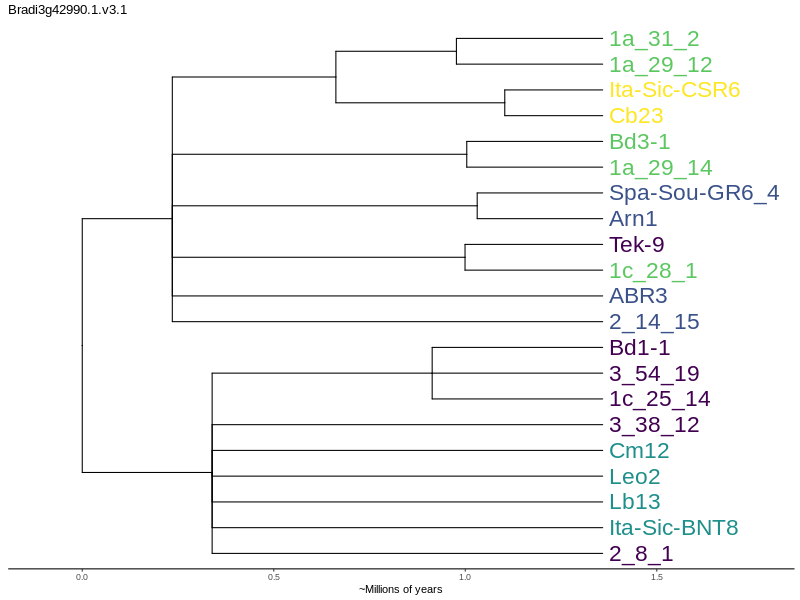 Bradi3g42990.1.v3.1
1a_31_2
1a_29_12
Ita-Sic-CSR6
Cb23
Bd3-1
1a_29_14
Spa-Sou-GR6_4
Arn1
Tek-9
1c_28_1
ABR3
2_14_15
Bd1-1
3_54_19
1c_25_14
3_38_12
Cm12
Leo2
Lb13
Ita-Sic-BNT8
2_8_1
0.0 0.5 1.0 1.5
~Millions of years